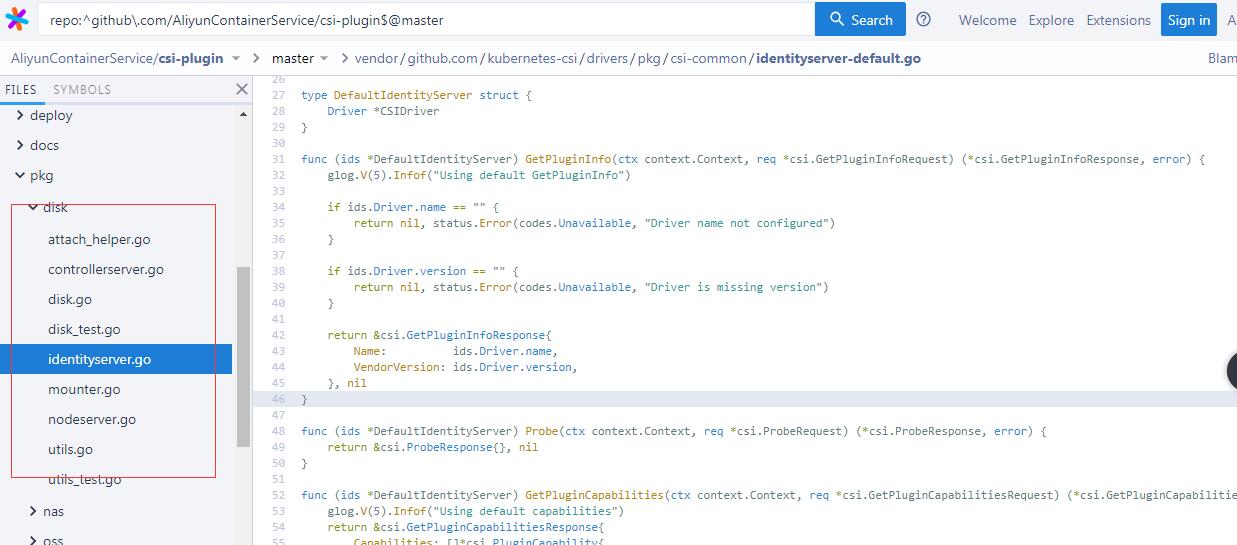 repo:^github\.com/AliyunContainerService/csi-plugin$@master
Search
Welcome Explore Extensions Sign in A
AliyunContainerService/csi-plugin master vendor/github.com/kubernetes-csi/drivers/pkg/csi-common/identityserver-default.go Blam
FILES SYMBOLS
deploy
docs
pkg
disk
attach_helper.go
controllerserver.go
disk.go
disk_test.go
identityserver.go
mounter.go
nodeserver.go
utils.go
utils_test.go
nas
oss
26
27 type DefaultIdentityServer struct {
28 Driver *CSIDriver
29 }
30
31 func (ids *DefaultIdentityServer) GetPluginInfo(ctx context.Context, req *csi.GetPluginInfoRequest) (*csi.GetPluginInfoResponse, error) {
32 glog.V(5).Infof("Using default GetPluginInfo")
33
34 if ids.Driver.name == "" {
35 return nil, status.Error(codes.Unavailable, "Driver name not configured")
36 }
37
38 if ids.Driver.version == "" {
39 return nil, status.Error(codes.Unavailable, "Driver is missing version")
40 }
41
42 return &csi.GetPluginInfoResponse{
43 Name: ids.Driver.name,
44 VendorVersion: ids.Driver.version,
45 }, nil
46 }
47
48 func (ids *DefaultIdentityServer) Probe(ctx context.Context, req *csi.ProbeRequest) (*csi.ProbeResponse, error) {
49 return &csi.ProbeResponse{}, nil
50 }
51
52 func (ids *DefaultIdentityServer) GetPluginCapabilities(ctx context.Context, req *csi.GetPluginCapabilitiesRequest) (*csi.GetPluginCapabilitie
53 glog.V(5).Infof("Using default capabilities")
54 return &csi.GetPluginCapabilitiesResponse{
55 Capabilities: []*csi.PluginCapability{